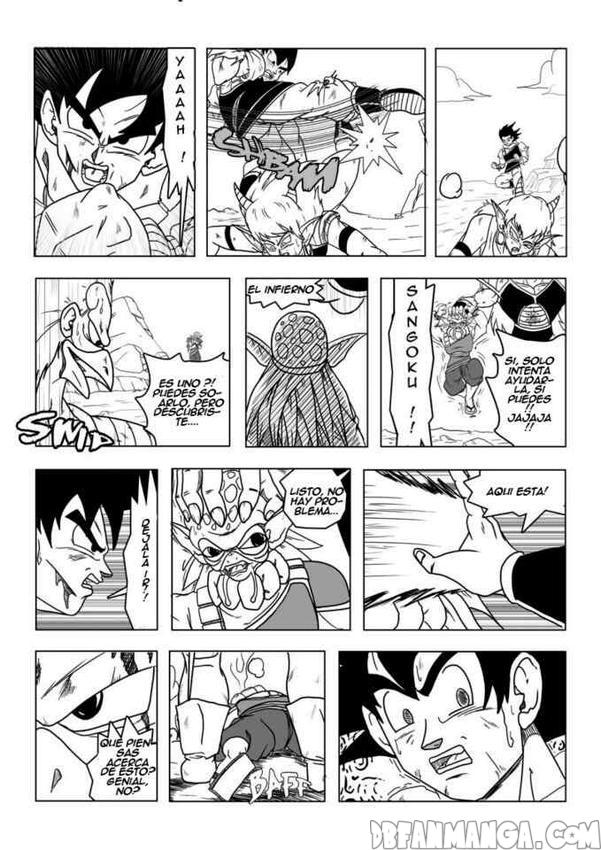 YAAAAH !
SHBAM
ES UNO ?!
PUEDES SO-
ARLO, PERO
DESCUBRIS-
TE....
SWIP
EL INFIERNO
SANGOKU !!
SI, SOLO
INTENTA
AYUDAR-
LA, SI
PUEDES
!!
JAJAJA
!!
DEJALA IR!!
LISTO, NO
HAY PRO-
BLEMA...
AQUI ESTA!
QUE PIEN-
SAS
ACERCA
DE ESTO?
GENIAL,
NO?
BAFF
DBFANMANGA.COM